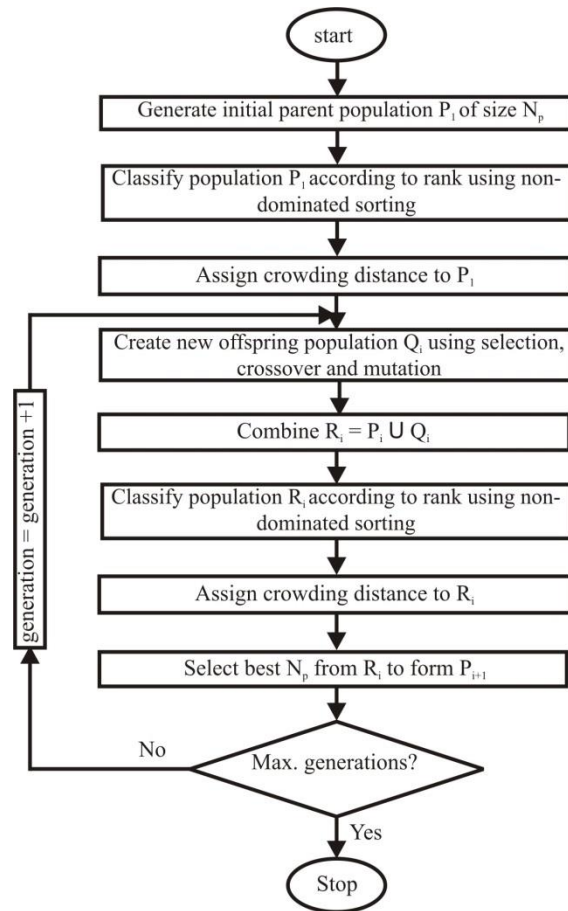 start
Generate initial parent population P₁ of size Nₚ
Classify population P₁ according to rank using non-
dominated sorting
Assign crowding distance to P₁
Create new offspring population Qᵢ using selection,
crossover and mutation
Combine Rᵢ = Pᵢ U Qᵢ
Classify population Rᵢ according to rank using non-
dominated sorting
Assign crowding distance to Rᵢ
Select best Nₚ from Rᵢ to form Pᵢ₊₁
generation = generation +1
No
Max. generations?
Yes
Stop